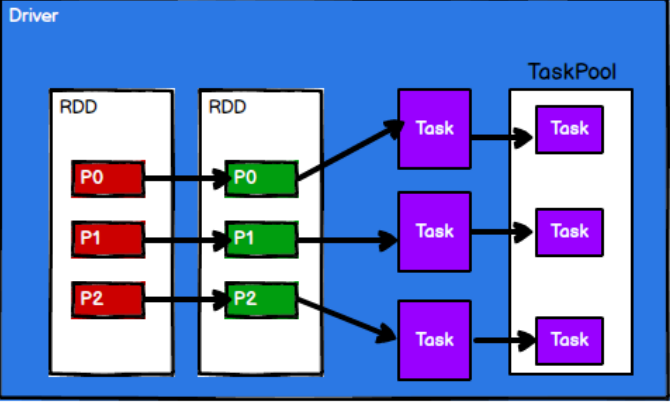 Driver
TaskPool
RDD
RDD
Task
Task
P0
P0
P1
P1
Task
Task
P2
P2
Task
Task